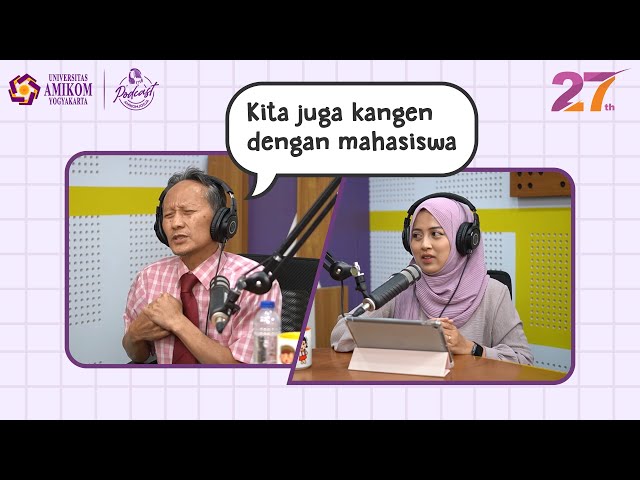 UNIVERSITAS
AMIKOM
YOGYAKARTA
Podcast
27th
Kita juga kangen
dengan mahasiswa